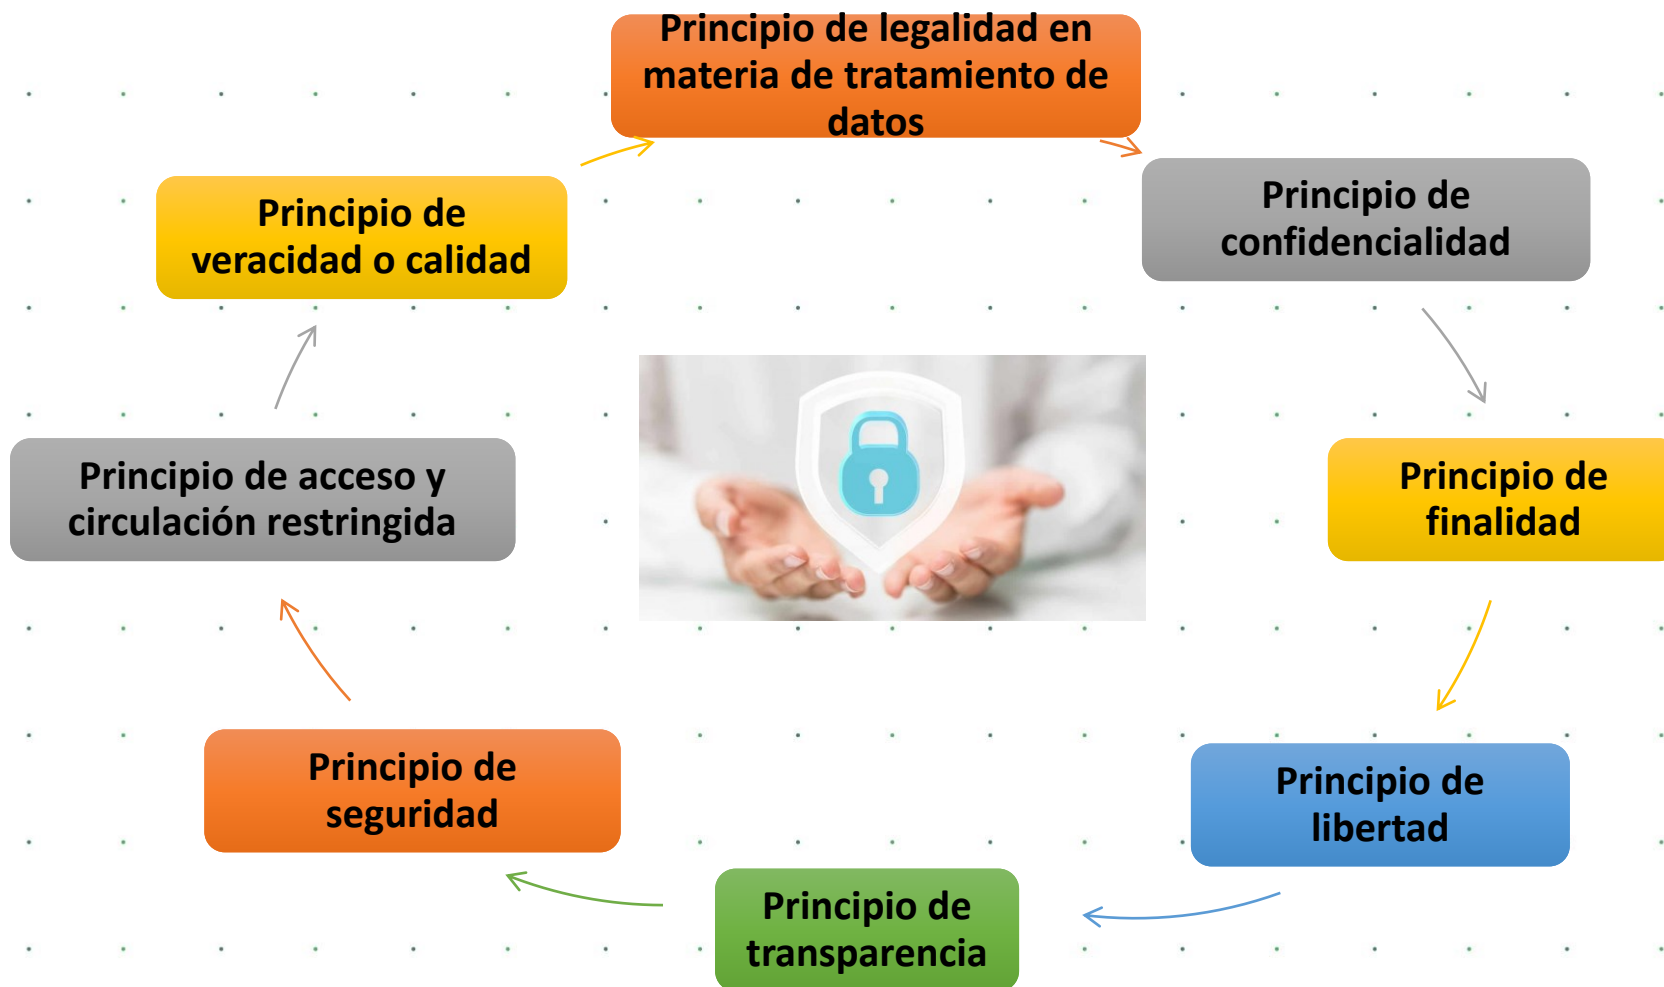 Principio de legalidad en
materia de tratamiento de
datos
Principio de
confidencialidad
Principio de
finalidad
Principio de
libertad
Principio de
transparencia
Principio de
seguridad
Principio de acceso y
circulación restringida
Principio de
veracidad o calidad